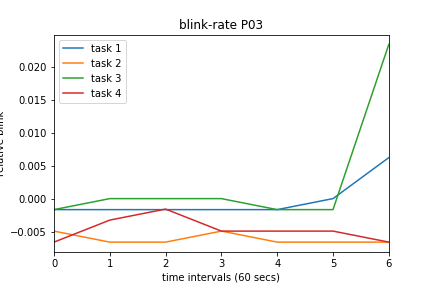 blink-rate P03
task 1
task 2
task 3
task 4
0.020
0.015
0.010
0.005
0.000
−0.005
relative blink
0 1 2 3 4 5 6
time intervals (60 secs)